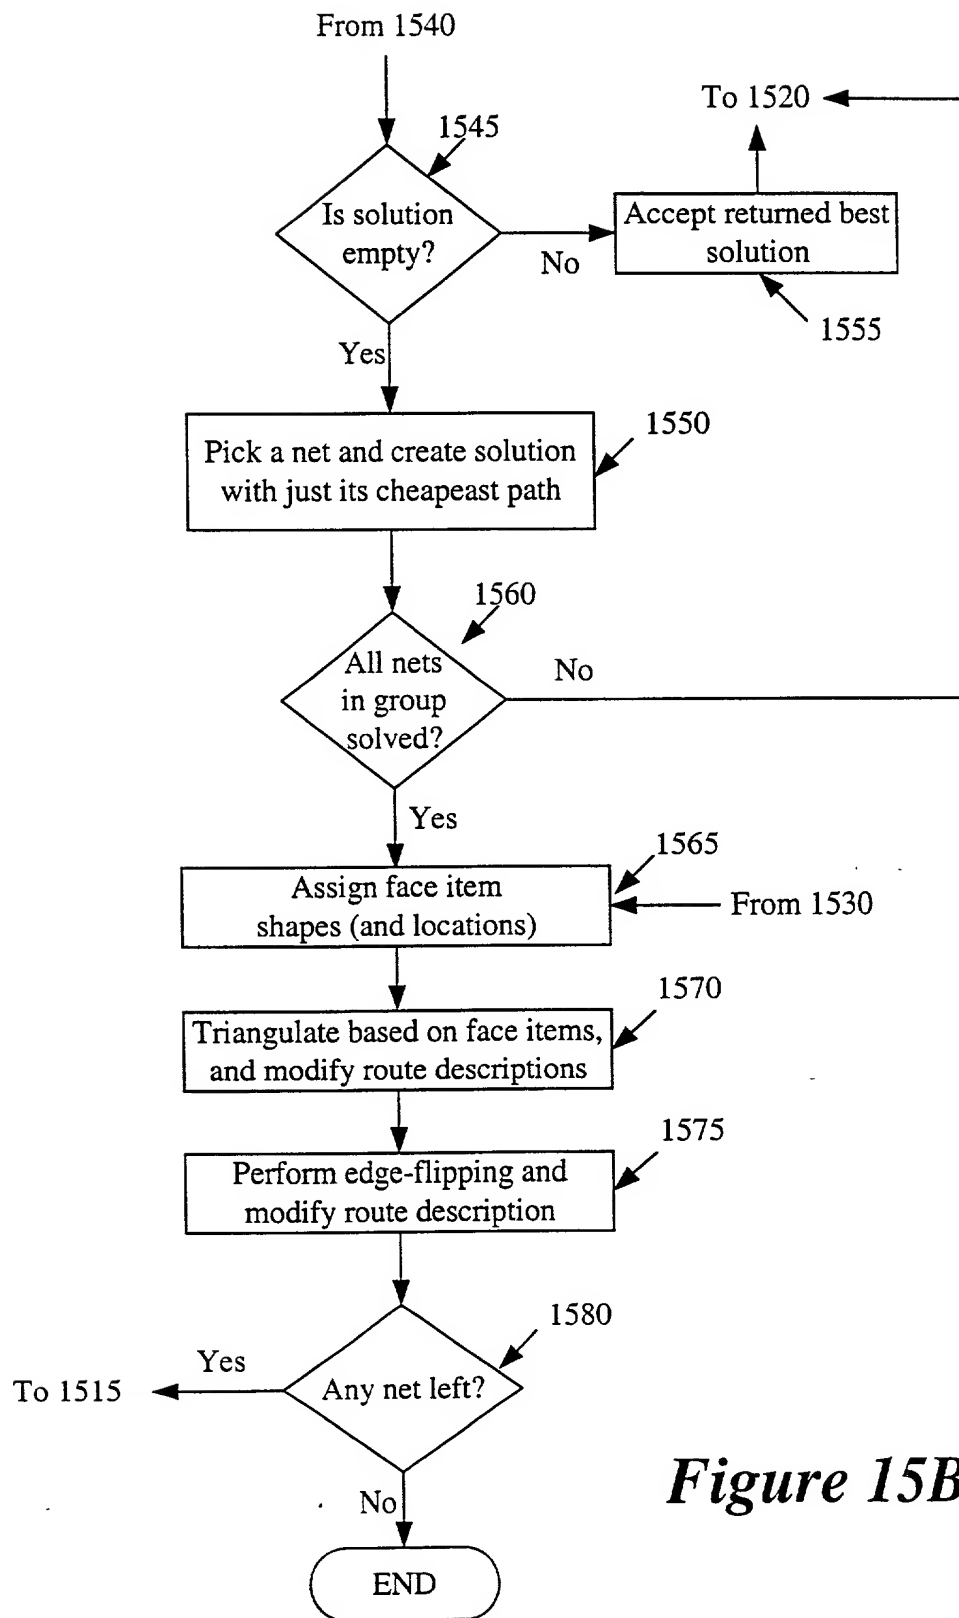 From 1540
To 1520
1545
Is solution
empty?
No
Accept returned best
solution
1555
Yes
1550
Pick a net and create solution
with just its cheapeast path
1560
All nets
in group
solved?
No
Yes
1565
Assign face item
shapes (and locations)
From 1530
1570
Triangulate based on face items,
and modify route descriptions
1575
Perform edge-flipping and
modify route description
1580
Yes
To 1515
Any net left?
No
Figure 15B
END